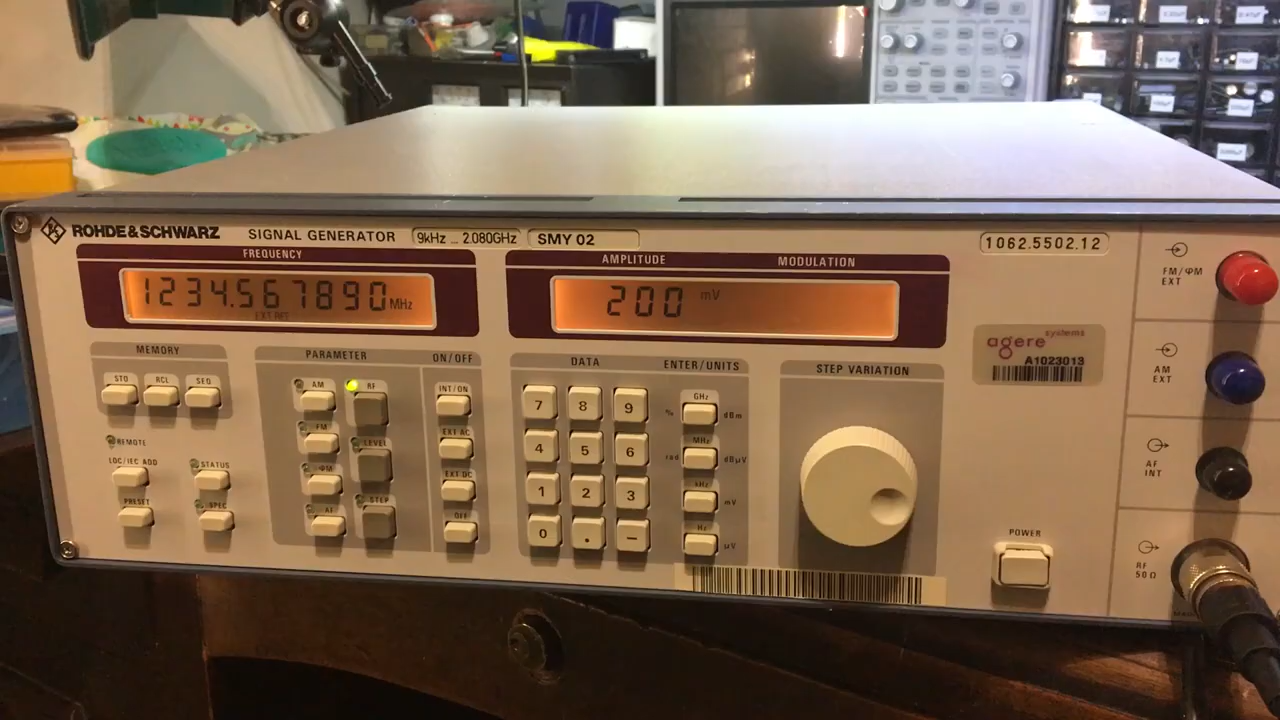 ROHDE & SCHWARZ SIGNAL GENERATOR 9kHz ... 2.080GHz SMY 02
1062.5502.12
FREQUENCY
1234.567890 MHz
EXT REF
AMPLITUDE MODULATION
200 mV
agere systems
A1023013
MEMORY
STO RCL SEQ
REMOTE
LOC/IEC ADD STATUS
PRESET SPEC
PARAMETER ON/OFF
AM RF INT/ON
FM LEVEL EXT AC
ΦM EXT DC
AF STEP OFF
DATA ENTER/UNITS
7 8 9 % GHz dBm
4 5 6 rad MHz dBµV
1 2 3 kHz mV
0 . – Hz µV
STEP VARIATION
POWER
FM/ΦM
EXT
AM
EXT
AF
INT
RF
50 Ω